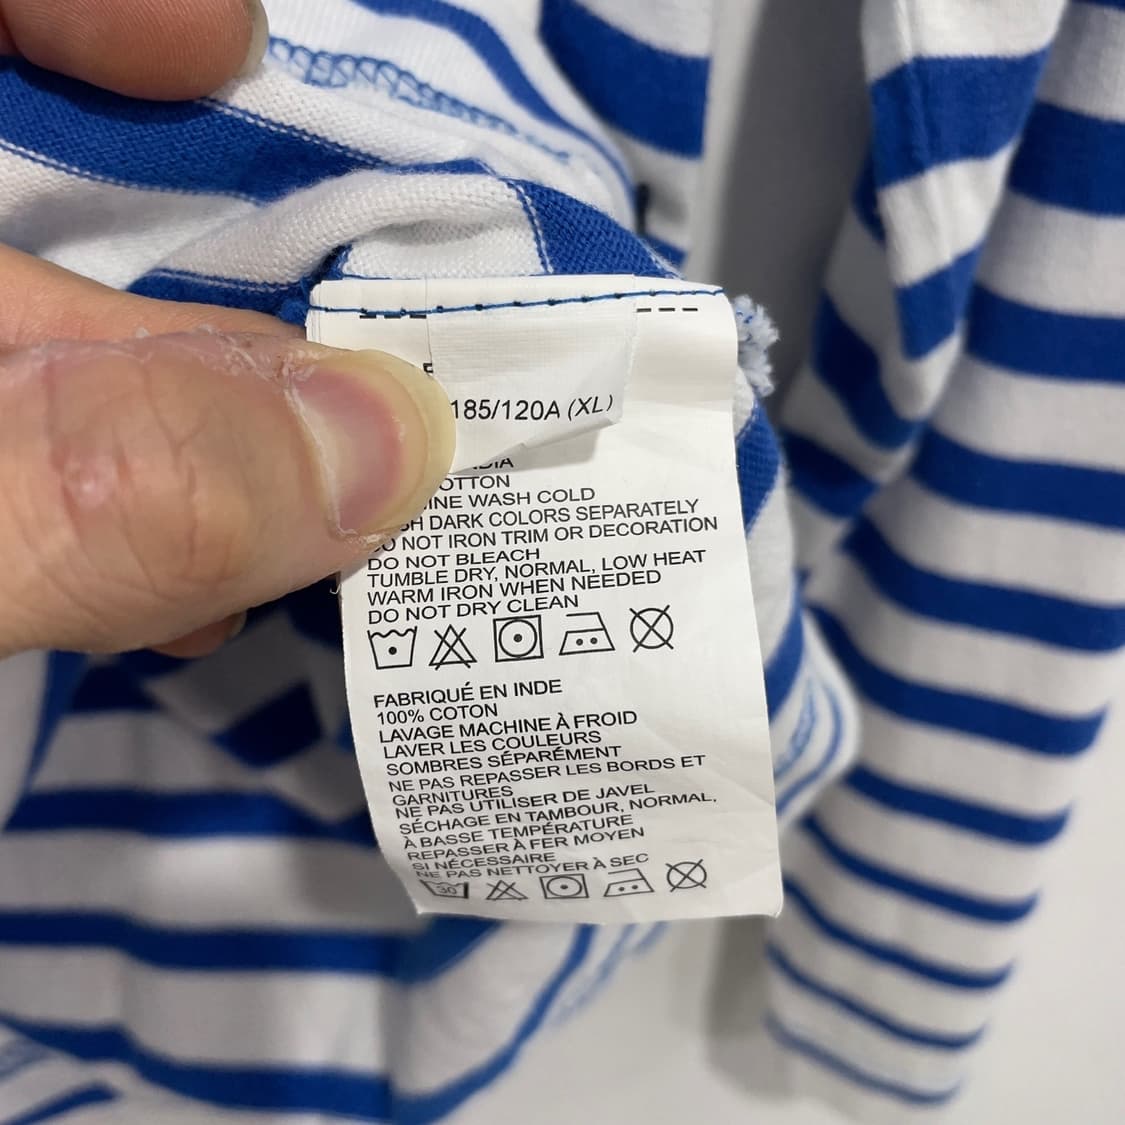 185/120A (XL)
OTTON
INE WASH COLD
SH DARK COLORS SEPARATELY
DO NOT IRON TRIM OR DECORATION
DO NOT BLEACH
TUMBLE DRY, NORMAL, LOW HEAT
WARM IRON WHEN NEEDED
DO NOT DRY CLEAN
FABRIQUÉ EN INDE
100% COTON
LAVAGE MACHINE À FROID
LAVER LES COULEURS
SOMBRES SÉPARÉMENT
NE PAS REPASSER LES BORDS ET
GARNITURES
NE PAS UTILISER DE JAVEL
SÉCHAGE EN TAMBOUR, NORMAL,
À BASSE TEMPÉRATURE
REPASSER À FER MOYEN
SI NÉCESSAIRE
NE PAS NETTOYER À SEC
30